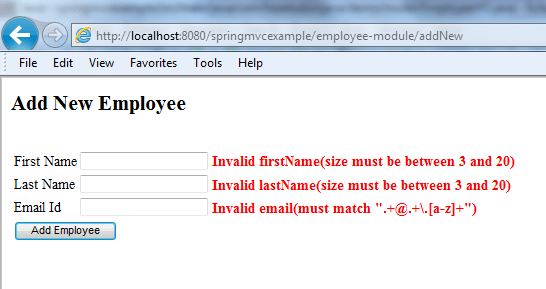 http://localhost:8080/springmvcexample/employee-module/addNew
File Edit View Favorites Tools Help
Add New Employee
First Name Invalid firstName(size must be between 3 and 20)
Last Name Invalid lastName(size must be between 3 and 20)
Email Id Invalid email(must match ".+@.+\.[a-z]+")
Add Employee